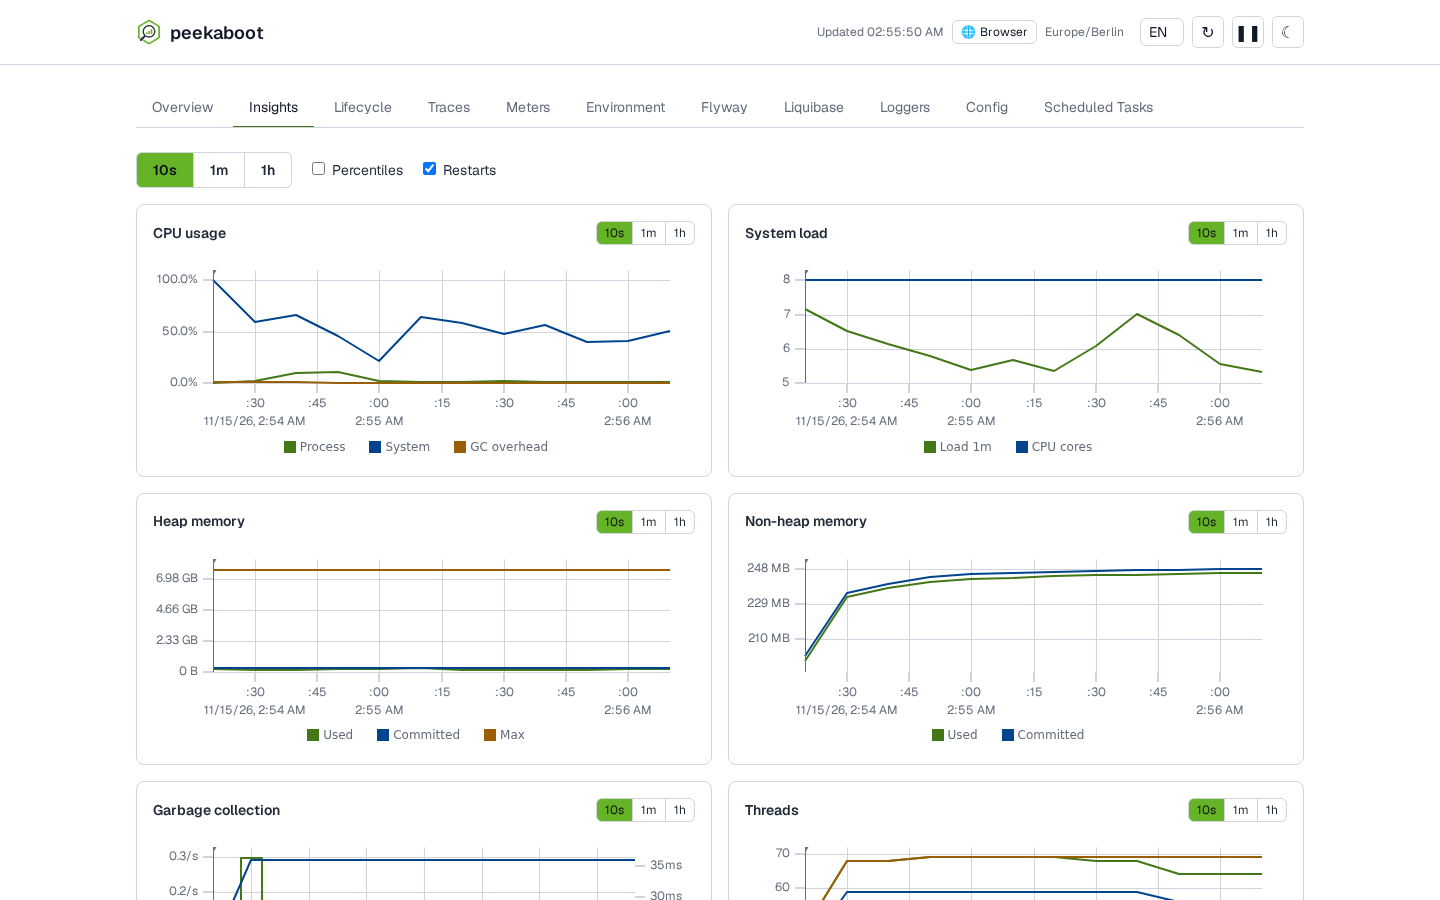 peekaboot
Updated 02:55:50 AM
🌐 Browser
Europe/Berlin
EN
Overview Insights Lifecycle Traces Meters Environment Flyway Liquibase Loggers Config Scheduled Tasks
10s 1m 1h Percentiles Restarts
CPU usage
10s 1m 1h
100.0%
50.0%
0.0%
:30 :45 :00 :15 :30 :45 :00
11/15/26, 2:54 AM 2:55 AM 2:56 AM
Process System GC overhead
System load
10s 1m 1h
8
7
6
5
:30 :45 :00 :15 :30 :45 :00
11/15/26, 2:54 AM 2:55 AM 2:56 AM
Load 1m CPU cores
Heap memory
10s 1m 1h
6.98 GB
4.66 GB
2.33 GB
0 B
:30 :45 :00 :15 :30 :45 :00
11/15/26, 2:54 AM 2:55 AM 2:56 AM
Used Committed Max
Non-heap memory
10s 1m 1h
248 MB
229 MB
210 MB
:30 :45 :00 :15 :30 :45 :00
11/15/26, 2:54 AM 2:55 AM 2:56 AM
Used Committed
Garbage collection
10s 1m 1h
0.3/s
0.2/s
35ms
30ms
Threads
10s 1m 1h
70
60